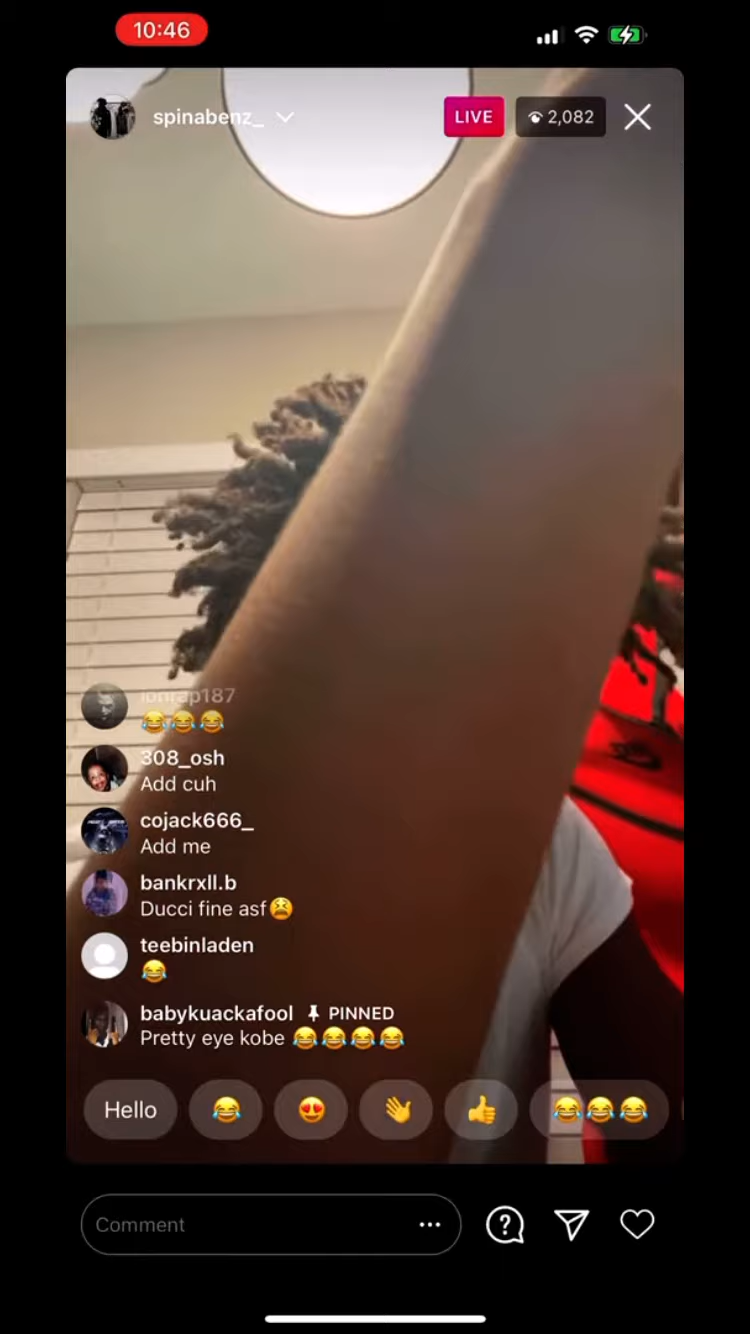 10:46
spinabenz_
LIVE
2,082
ionrap187
😂😂😂
308_osh
Add cuh
cojack666_
Add me
bankrxll.b
Ducci fine asf😫
teebinladen
😂
babykuackafool PINNED
Pretty eye kobe 😂😂😂😂
Hello 😂 😍 👋 👍 😂😂😂
Comment